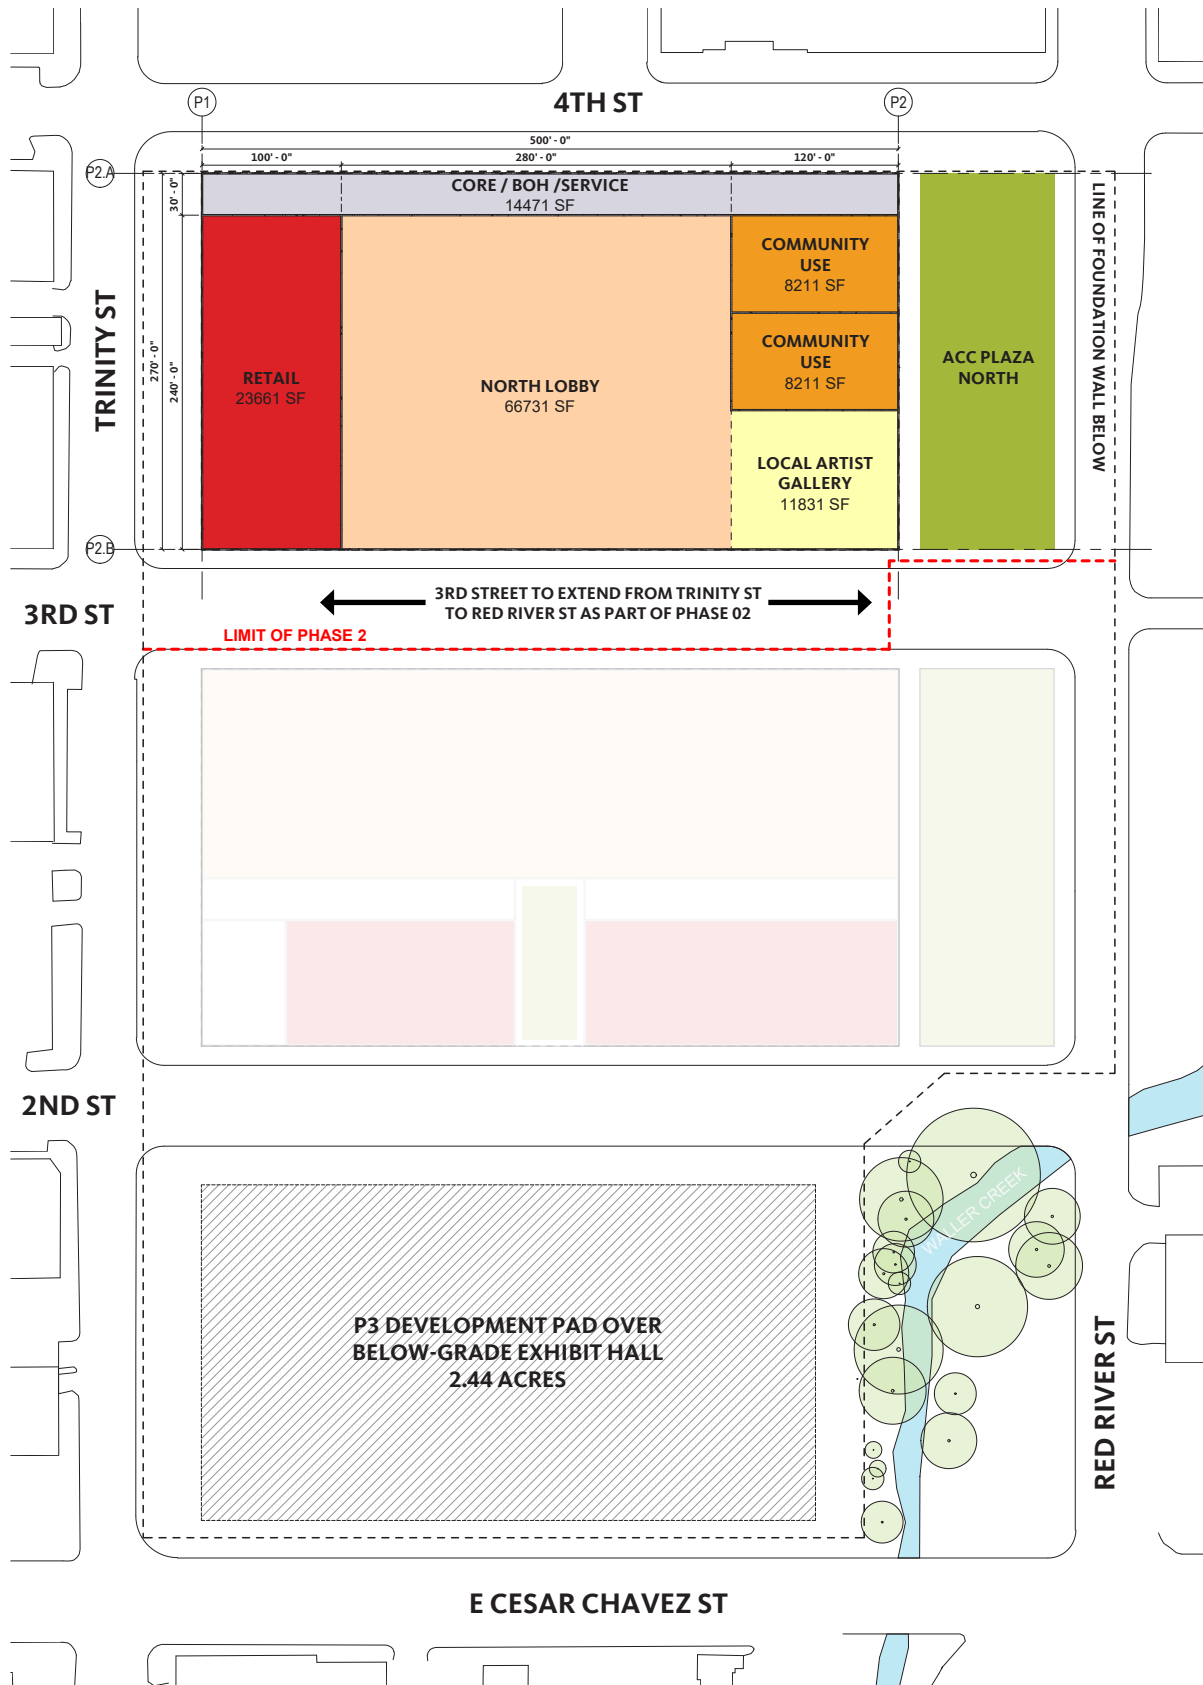 P1
4TH ST
P2
500' - 0"
100' - 0"
280' - 0"
120' - 0"
P2.A
30' - 0"
CORE / BOH /SERVICE
14471 SF
COMMUNITY
USE
8211 SF
COMMUNITY
USE
8211 SF
TRINITY ST
270' - 0"
240' - 0"
RETAIL
23661 SF
NORTH LOBBY
66731 SF
ACC PLAZA
NORTH
LINE OF FOUNDATION WALL BELOW
LOCAL ARTIST
GALLERY
11831 SF
P2.B
3RD ST
3RD STREET TO EXTEND FROM TRINITY ST
TO RED RIVER ST AS PART OF PHASE 02
LIMIT OF PHASE 2
2ND ST
WALLER CREEK
P3 DEVELOPMENT PAD OVER
BELOW-GRADE EXHIBIT HALL
2.44 ACRES
RED RIVER ST
E CESAR CHAVEZ ST